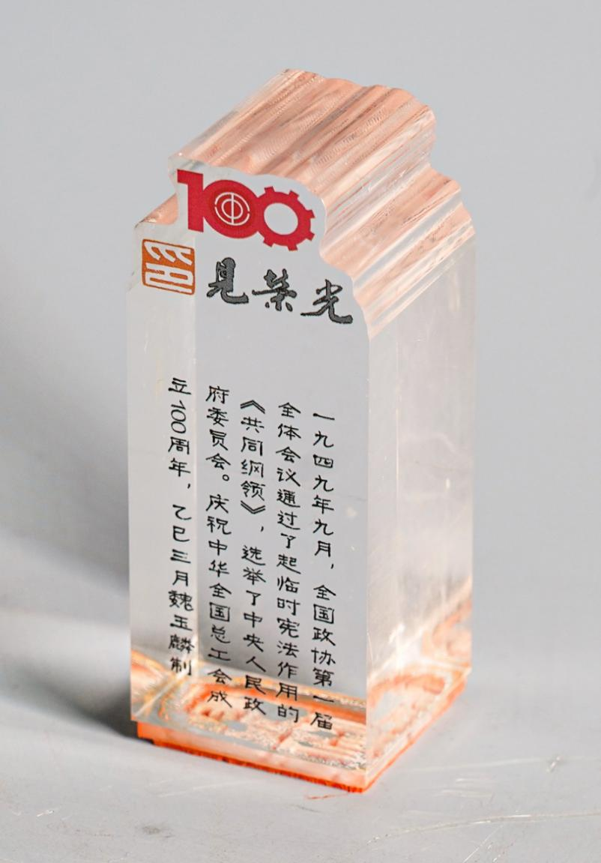 100
見荣光
一九四九年九月，全国政协第一届
全体会议通过了起临时宪法作用的
《共同纲领》，选举了中央人民政
府委员会。庆祝中华全国总工会成
立100周年，乙巳三月魏玉麟制